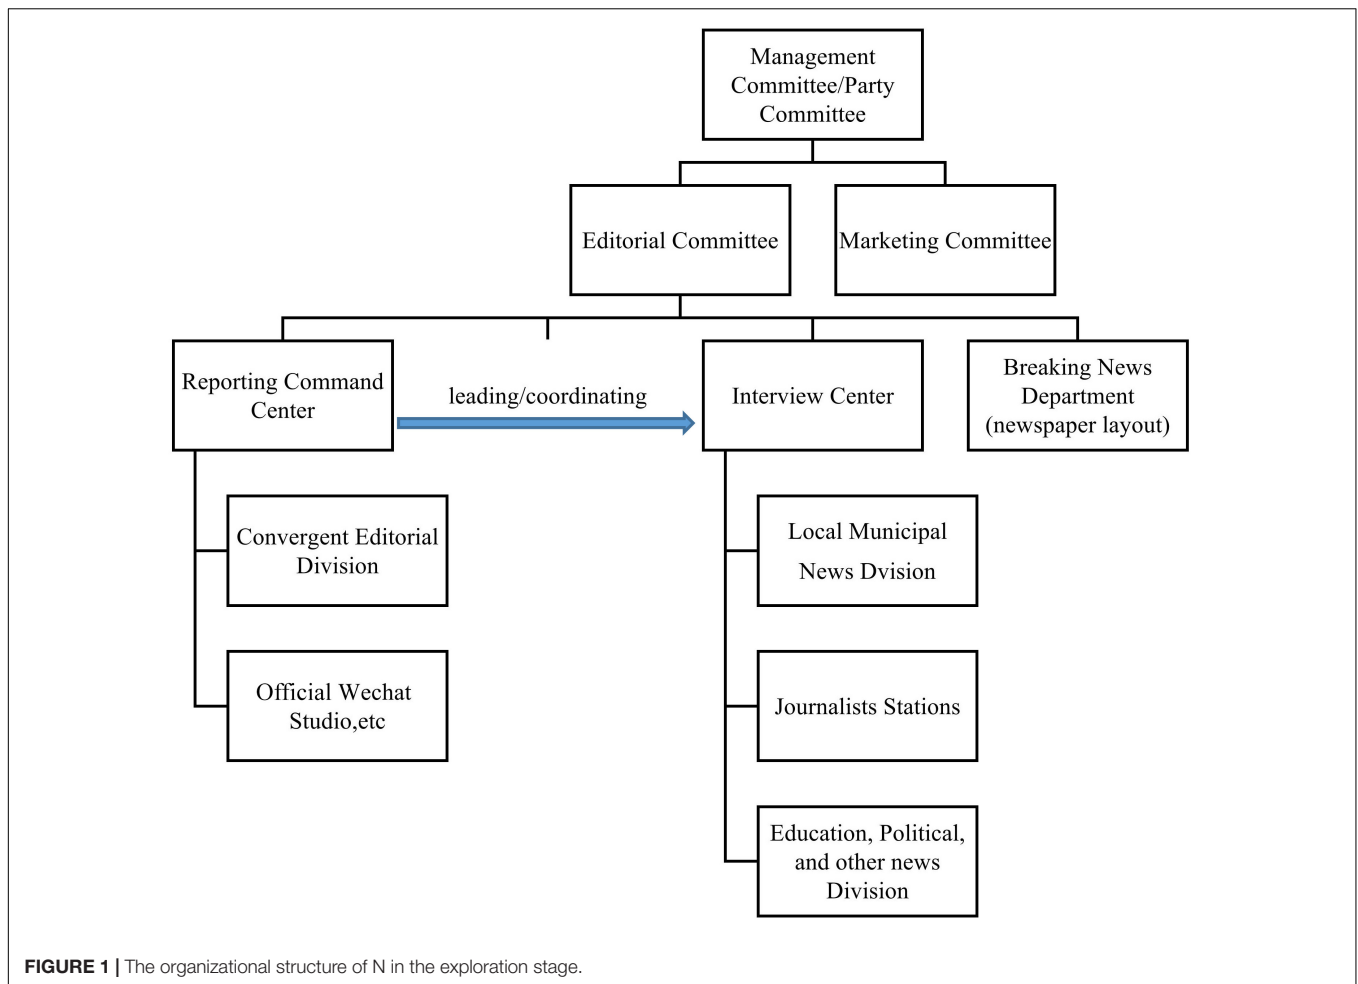 Management
Committee/Party
Committee
Editorial Committee
Marketing Committee
Reporting Command
Center
leading/coordinating
Interview Center
Breaking News
Department
(newspaper layout)
Convergent Editorial
Division
Local Municipal
News Dvision
Official Wechat
Studio,etc
Journalists Stations
Education, Political,
and other news
Division
FIGURE 1 | The organizational structure of N in the exploration stage.